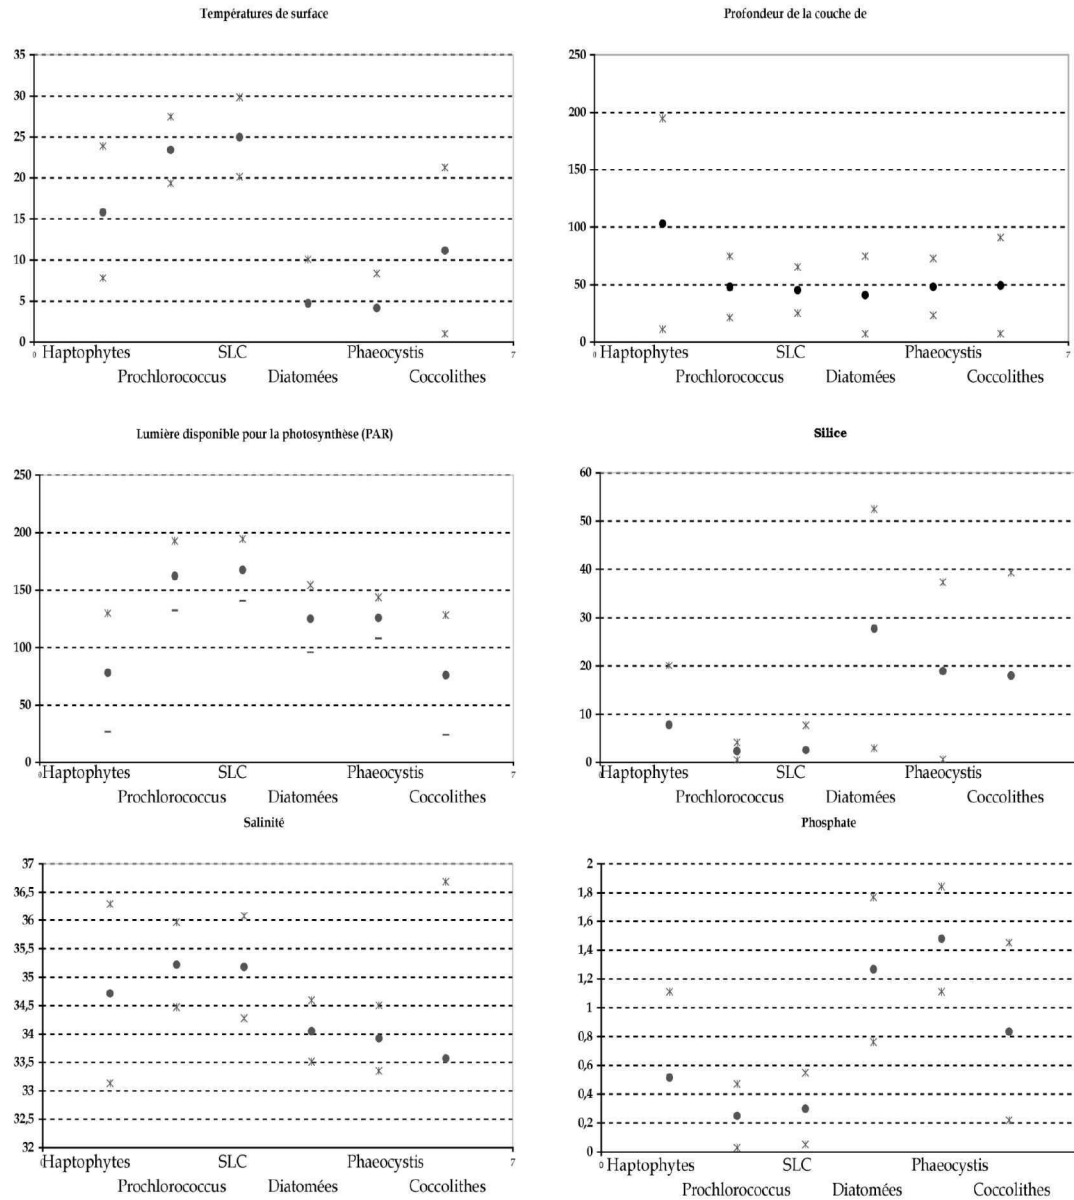 Températures de surface
35
30
25
20
15
10
5
0
0 Haptophytes SLC Phaeocystis 7
Prochlorococcus Diatomées Coccolithes
Profondeur de la couche de
250
200
150
100
50
0
0 Haptophytes SLC Phaeocystis 7
Prochlorococcus Diatomées Coccolithes
Lumière disponible pour la photosynthèse (PAR)
250
200
150
100
50
0
0 Haptophytes SLC Phaeocystis 7
Prochlorococcus Diatomées Coccolithes
Silice
60
50
40
30
20
10
0
Haptophytes SLC Phaeocystis
Prochlorococcus Diatomées Coccolithes
Salinité
37
36,5
36
35,5
35
34,5
34
33,5
33
32,5
32
0 Haptophytes SLC Phaeocystis 7
Prochlorococcus Diatomées Coccolithes
Phosphate
2
1,8
1,6
1,4
1,2
1
0,8
0,6
0,4
0,2
0
0 Haptophytes SLC Phaeocystis
Prochlorococcus Diatomées Coccolithes